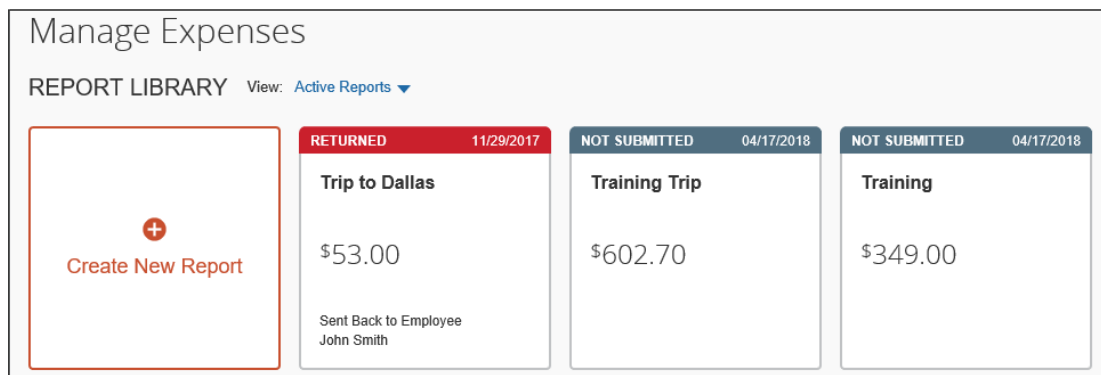 Manage Expenses
REPORT LIBRARY View: Active Reports
Create New Report
RETURNED 11/29/2017
Trip to Dallas
$53.00
Sent Back to Employee
John Smith
NOT SUBMITTED 04/17/2018
Training Trip
$602.70
NOT SUBMITTED 04/17/2018
Training
$349.00